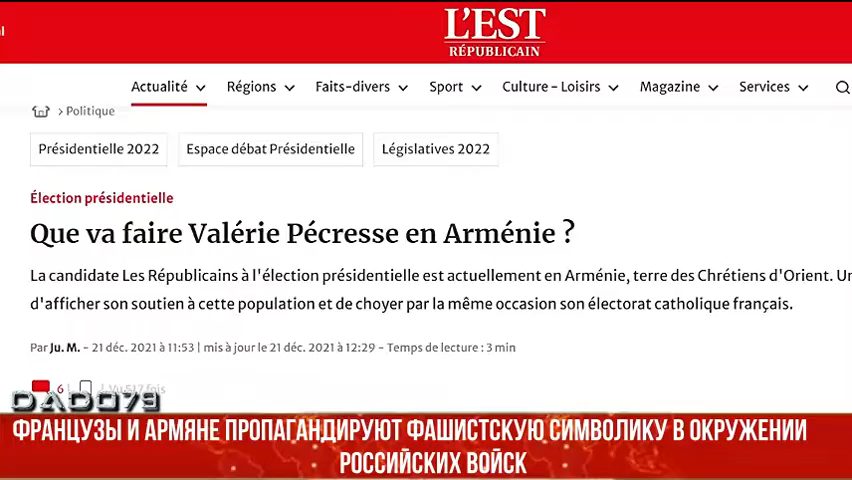 L'EST
RÉPUBLICAIN
Actualité Régions Faits-divers Sport Culture - Loisirs Magazine Services
> Politique
Présidentielle 2022 Espace débat Présidentielle Législatives 2022
Élection présidentielle
Que va faire Valérie Pécresse en Arménie ?
La candidate Les Républicains à l'élection présidentielle est actuellement en Arménie, terre des Chrétiens d'Orient.
d'afficher son soutien à cette population et de choyer par la même occasion son électorat catholique français.
Par Ju. M. - 21 déc. 2021 à 11:53 | mis à jour le 21 déc. 2021 à 12:29 - Temps de lecture : 3 min
6 | Vu 517 fois
DADO79
ФРАНЦУЗЫ И АРМЯНЕ ПРОПАГАНДИРУЮТ ФАШИСТСКУЮ СИМВОЛИКУ В ОКРУЖЕНИИ
РОССИЙСКИХ ВОЙСК